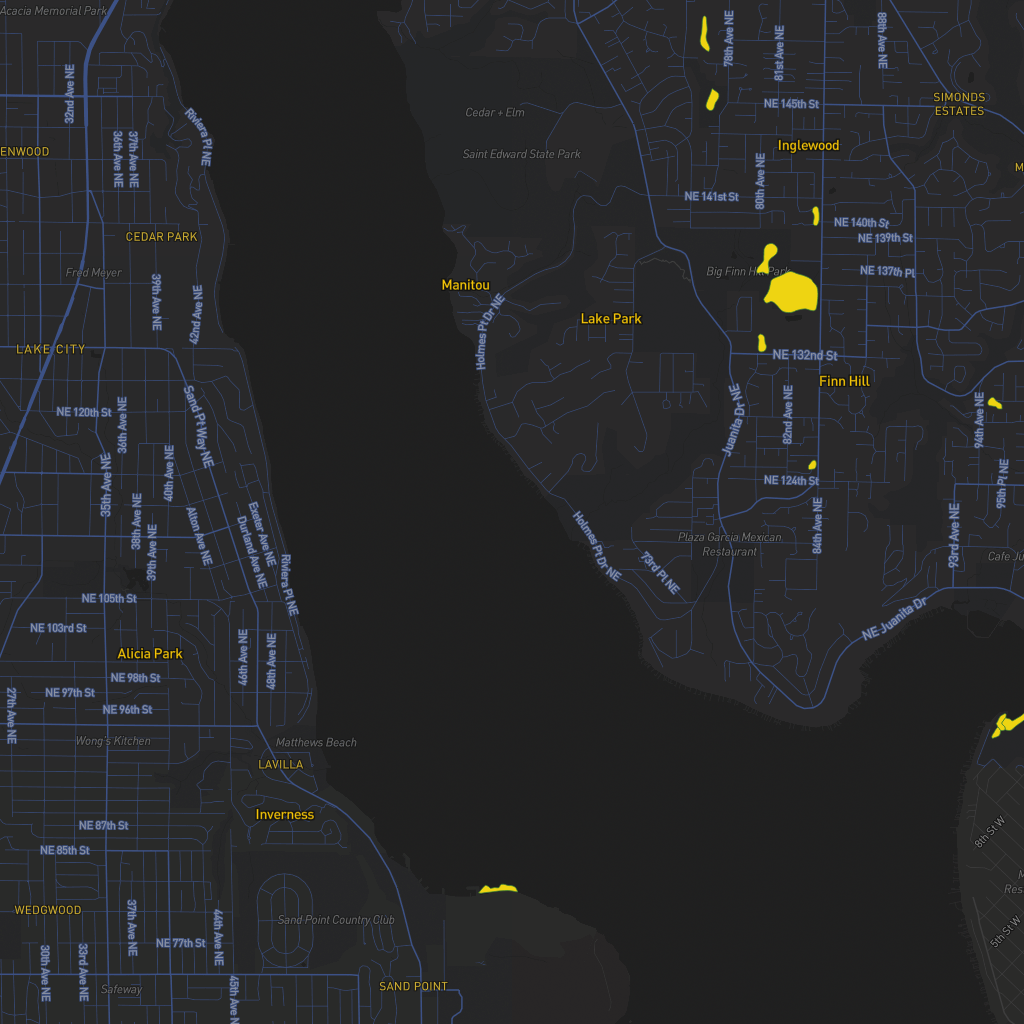 Acacia Memorial Park
32nd Ave NE
36th Ave NE
37th Ave NE
Riviera Pl NE
ENWOOD
CEDAR PARK
Fred Meyer
39th Ave NE
42nd Ave NE
LAKE CITY
NE 120th St
36th Ave NE
Sand Pt Way NE
35th Ave NE
40th Ave NE
38th Ave NE
39th Ave NE
Alton Ave NE
Exeter Ave NE
Durland Ave NE
Riviera Pl NE
NE 105th St
NE 103rd St
Alicia Park
46th Ave NE
48th Ave NE
NE 98th St
NE 97th St
27th Ave NE
NE 96th St
Wong's Kitchen
Matthews Beach
LAVILLA
Inverness
NE 87th St
NE 85th St
WEDGWOOD
37th Ave NE
44th Ave NE
Sand Point Country Club
NE 77th St
30th Ave NE
33rd Ave NE
Safeway
45th Ave N
SAND POINT
Cedar + Elm
Saint Edward State Park
78th Ave NE
81st Ave NE
88th Ave NE
NE 145th St
SIMONDS
ESTATES
Inglewood
M
80th Ave NE
NE 141st St
NE 140th St
NE 139th St
Big Finn Hill Park
NE 137th Pl
Manitou
Holmes Pt Dr NE
Lake Park
NE 132nd St
Finn Hill
Juanita Dr NE
82nd Ave NE
94th Ave NE
NE 124th St
95th Pl NE
84th Ave NE
93rd Ave NE
Holmes Pt Dr NE
73rd Pl NE
Plaza Garcia Mexican
Restaurant
Cafe Ju
NE Juanita Dr
8th St W
M
Res
5th St W